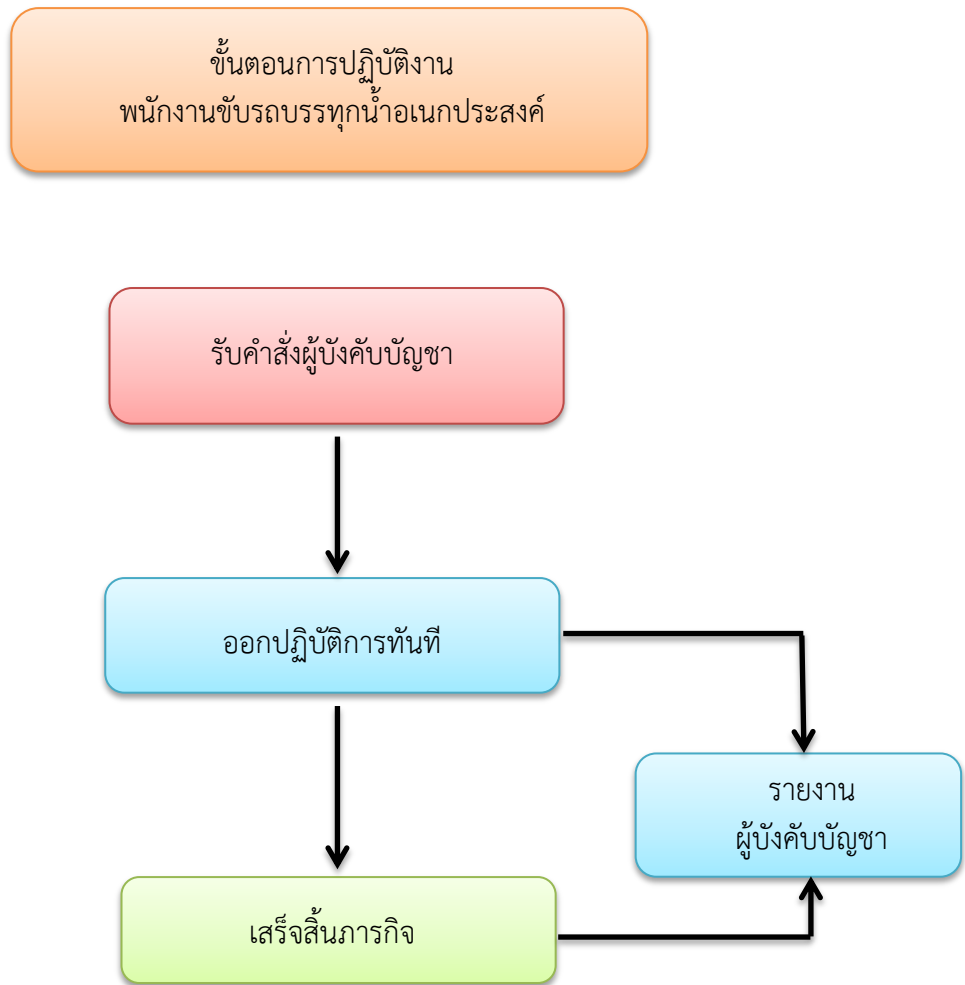 ขั้นตอนการปฏิบัติงาน
พนักงานขับรถบรรทุกน้ำอเนกประสงค์
รับคำสั่งผู้บังคับบัญชา
ออกปฏิบัติการทันที
รายงาน
ผู้บังคับบัญชา
เสร็จสิ้นภารกิจ